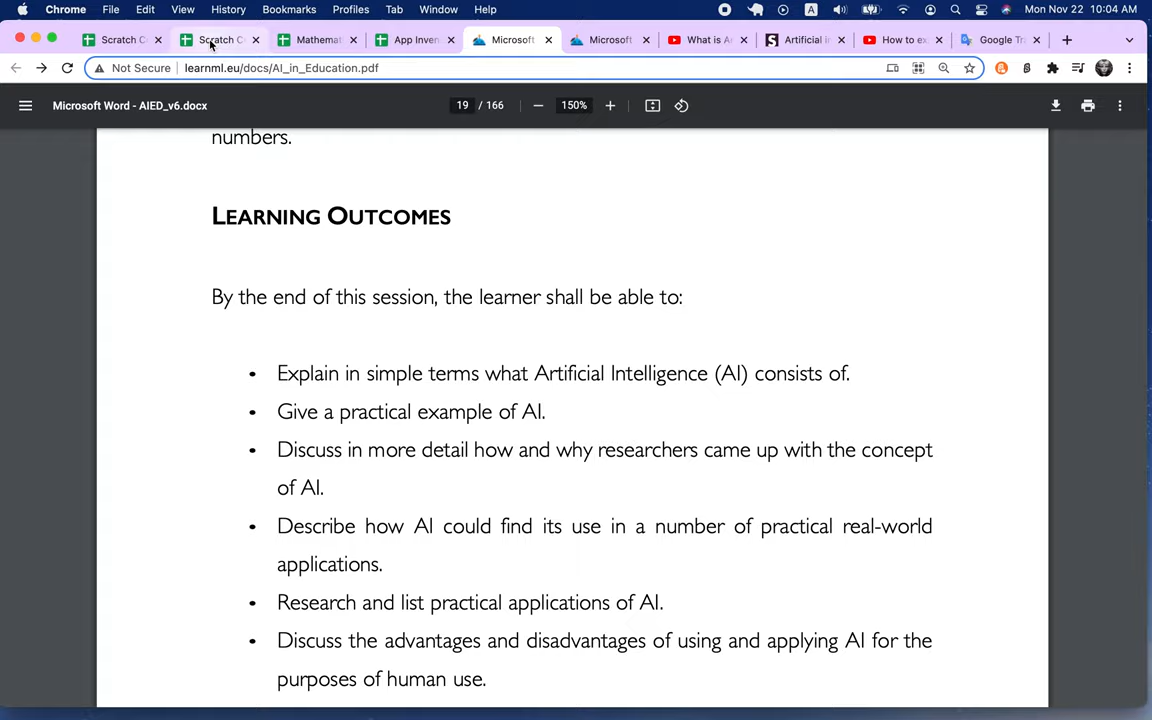 Chrome File Edit View History Bookmarks Profiles Tab Window Help A Mon Nov 22 10:04 AM
Scratch C Scratch C Mathemat App Inven Microsoft Microsoft What is A Artificial in How to ex Google Tr
Not Secure learnml.eu/docs/AI_in_Education.pdf
Microsoft Word - AIED_v6.docx 19 / 166 150%
numbers.
LEARNING OUTCOMES
By the end of this session, the learner shall be able to:
• Explain in simple terms what Artificial Intelligence (AI) consists of.
• Give a practical example of AI.
• Discuss in more detail how and why researchers came up with the concept
of AI.
• Describe how AI could find its use in a number of practical real-world
applications.
• Research and list practical applications of AI.
• Discuss the advantages and disadvantages of using and applying AI for the
purposes of human use.